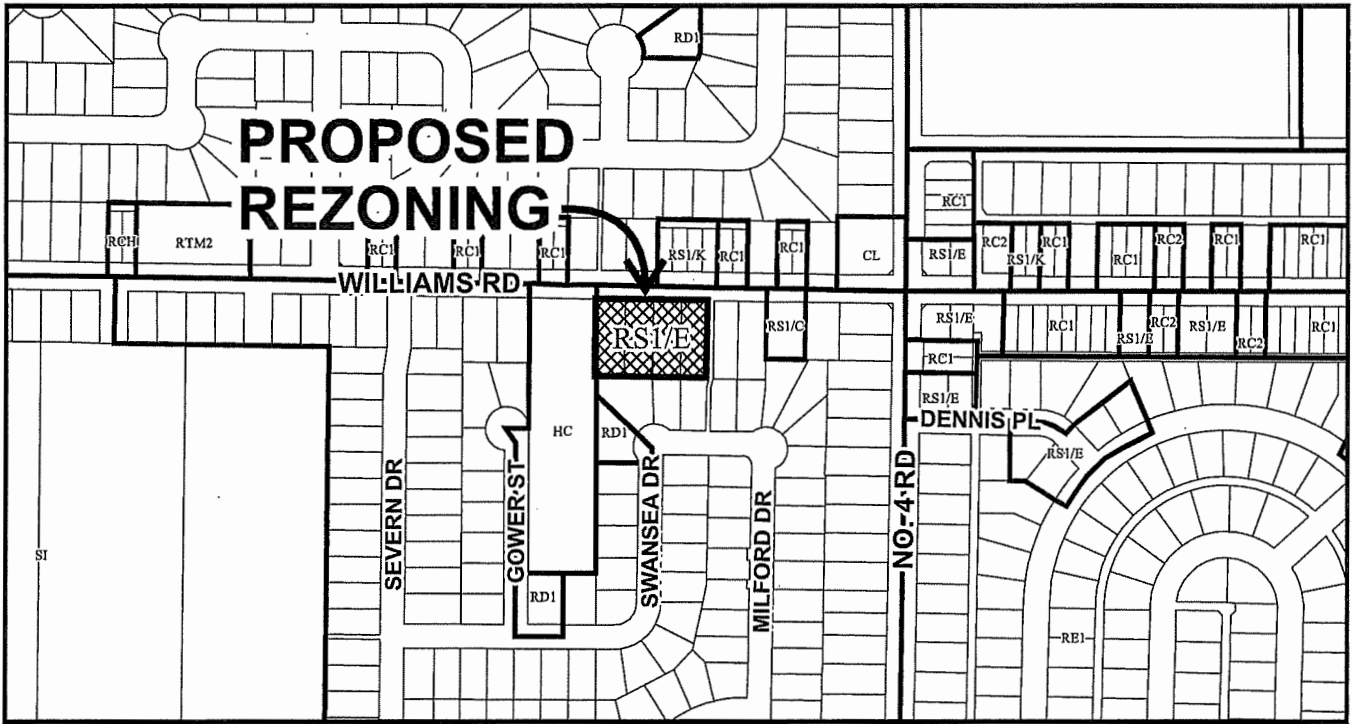 RD1
PROPOSED
REZONING
RC1
RCH
RTM2
RC1
RC1
RC1
RS1/K
RC1
RC1
CL
RS1/E
RC2
RS1/K
RC1
RC1
RC2
RC1
RC1
WILLIAMS RD
RS1/E
RS1/C
RS1/E
RC1
RS1/E
RC2
RS1/E
RC2
RC1
RC1
RS1/E
DENNIS PL
RS1/E
HC
RD1
SEVERN DR
GOWER ST
SWANSEA DR
MILFORD DR
NO. 4 RD
SI
RD1
RE1